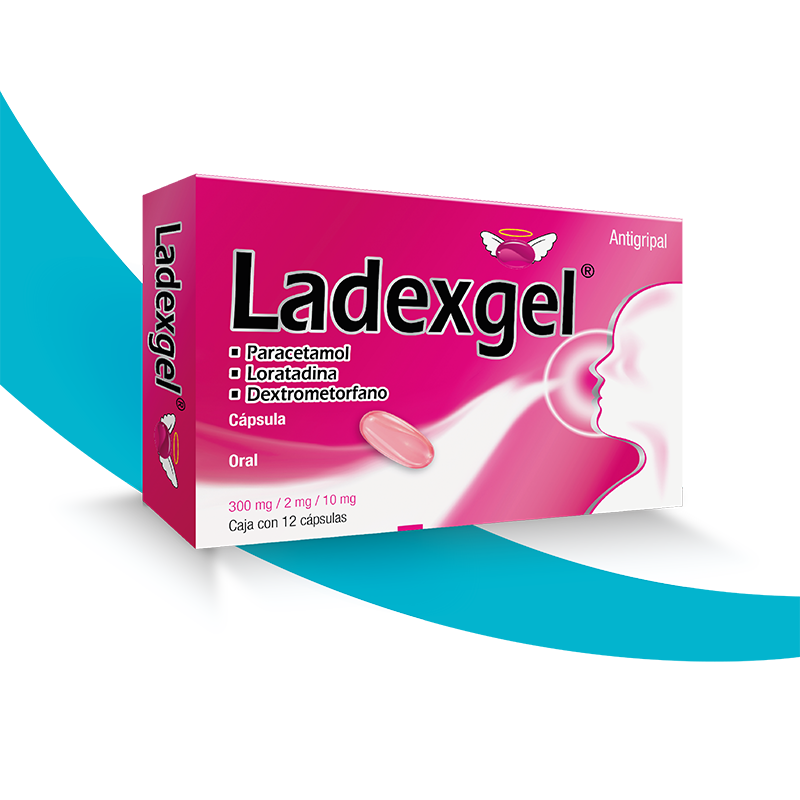 Ladexgel®
Antigripal
Ladexgel®
▪ Paracetamol
▪ Loratadina
▪ Dextrometorfano
Cápsula
Oral
300 mg / 2 mg / 10 mg
Caja con 12 cápsulas